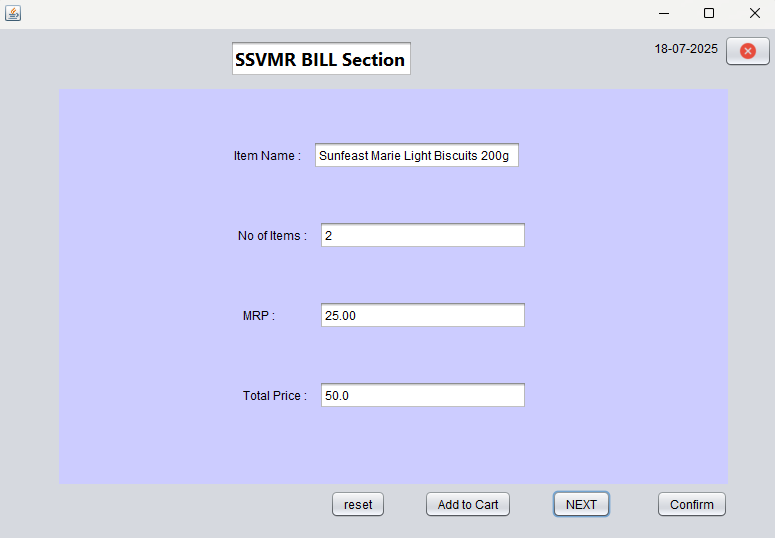 SSVMR BILL Section
18-07-2025
Item Name : Sunfeast Marie Light Biscuits 200g
No of Items : 2
MRP : 25.00
Total Price : 50.0
reset Add to Cart NEXT Confirm